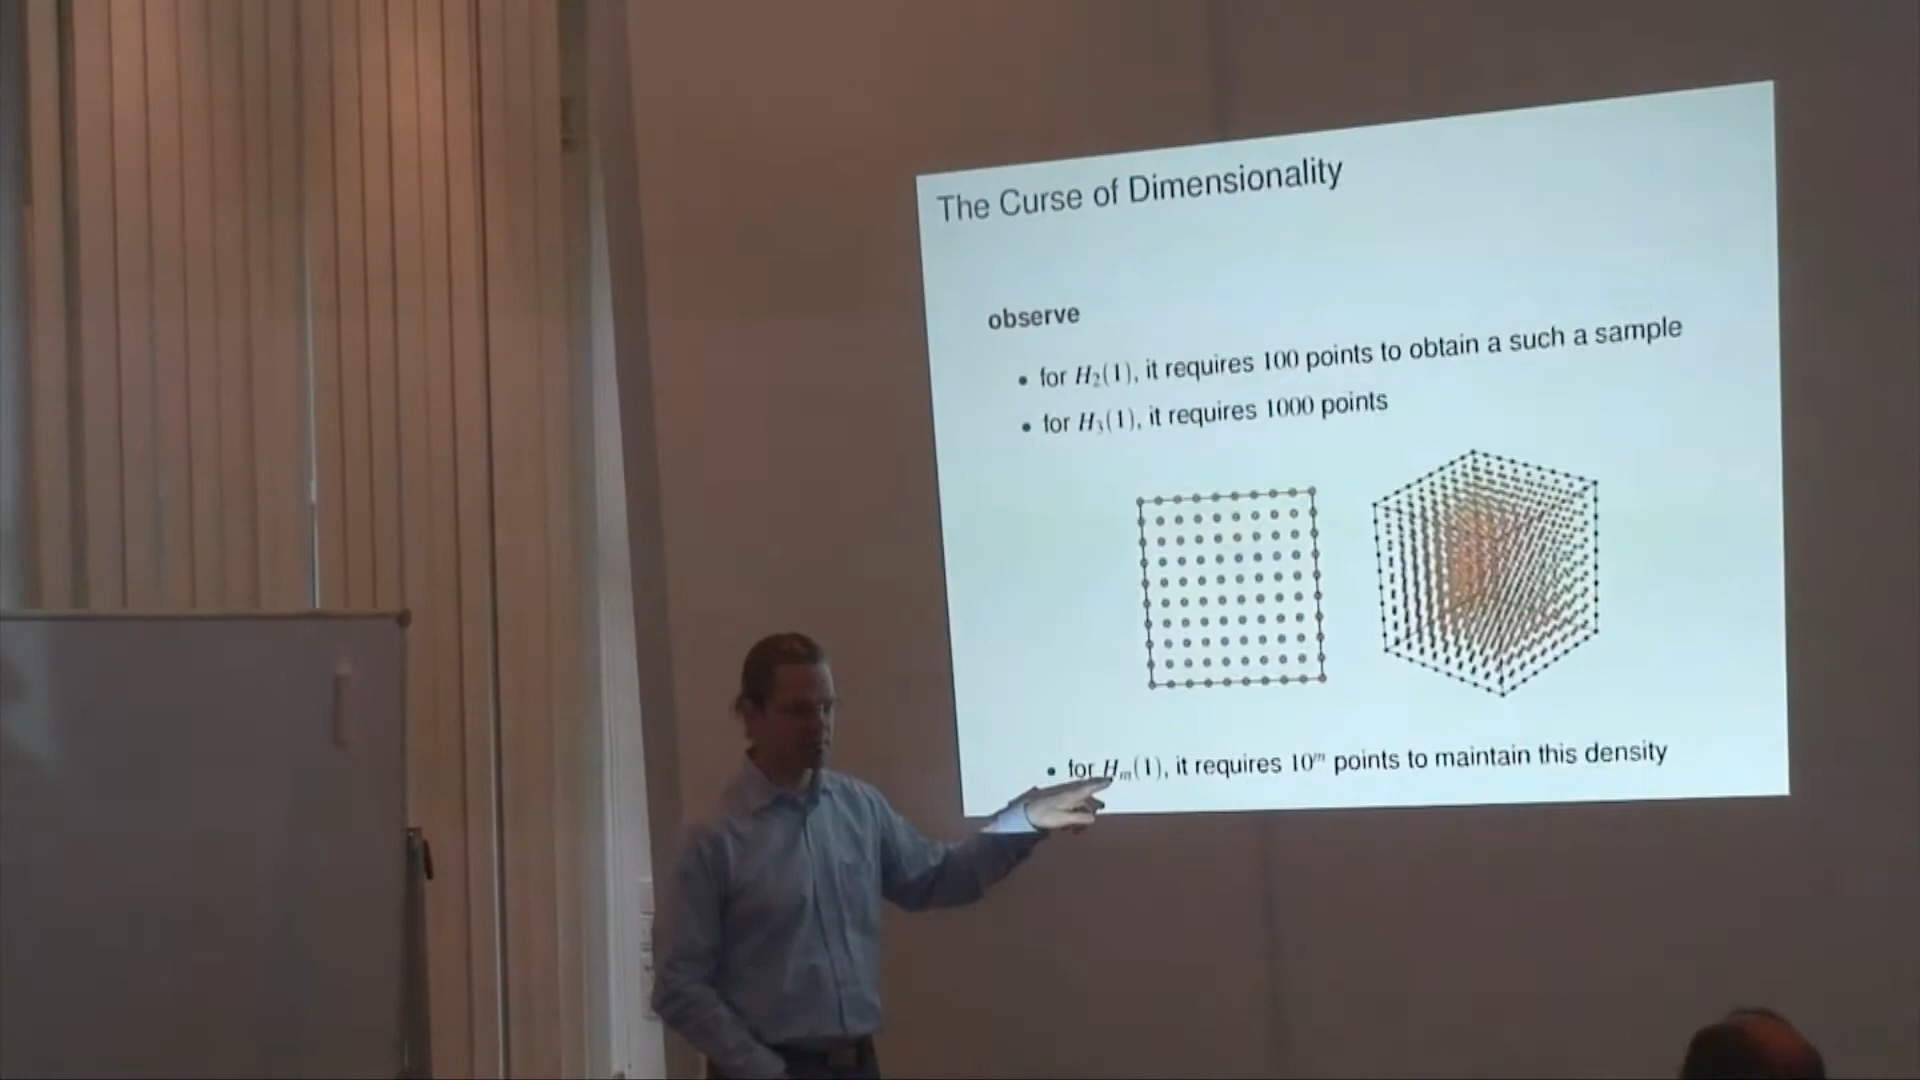 The Curse of Dimensionality
observe
• for H₂(1), it requires 100 points to obtain a such a sample
• for H₃(1), it requires 1000 points
• for Hₘ(1), it requires 10ᵐ points to maintain this density